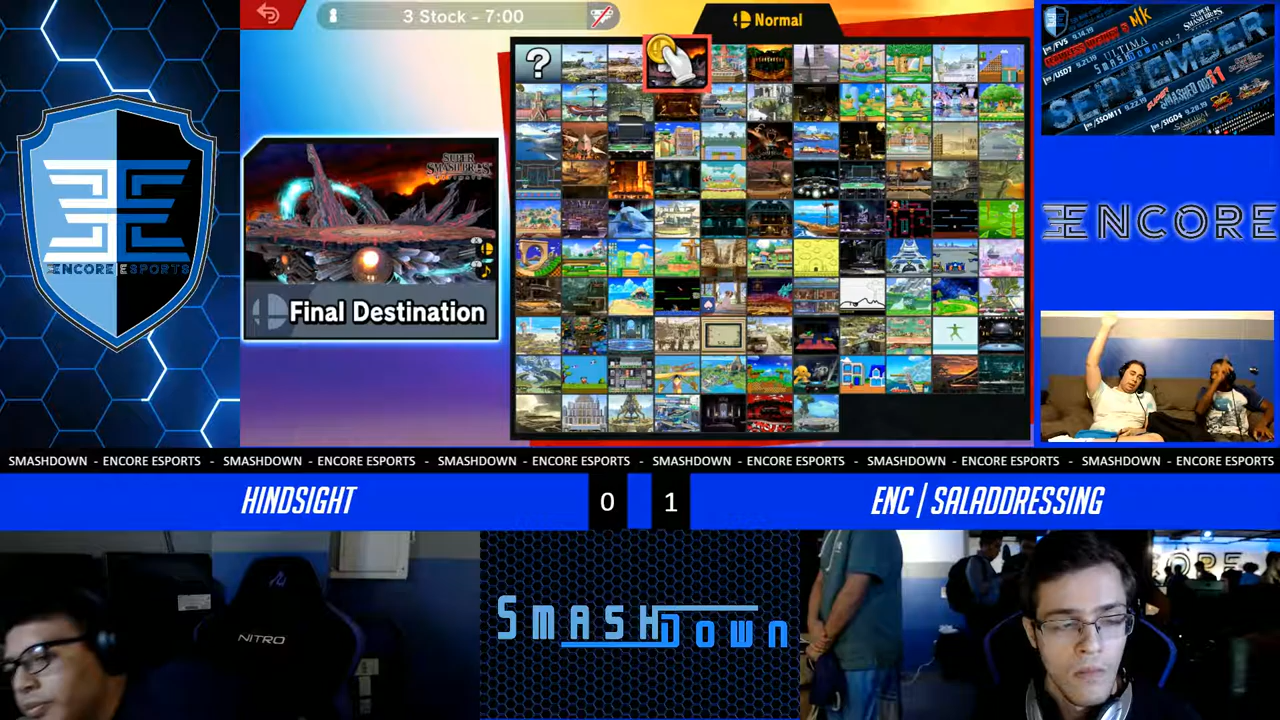 3 Stock - 7:00
Normal
?
SUPER
SMASH BROS.
ULTIMATE
Final Destination
ENCORE ESPORTS
SEPTEMBER
ENCORE
SMASHDOWN - ENCORE ESPORTS - SMASHDOWN - ENCORE ESPORTS - SMASHDOWN - ENCORE ESPORTS - SMASHDOWN - ENCORE ESPORTS - SMASHDOWN - ENCORE ESPORTS - SMASHDOWN - ENCORE ESPORTS
HINDSIGHT
0
1
ENC | SALADDRESSING
NITRO
SMASHDOWN